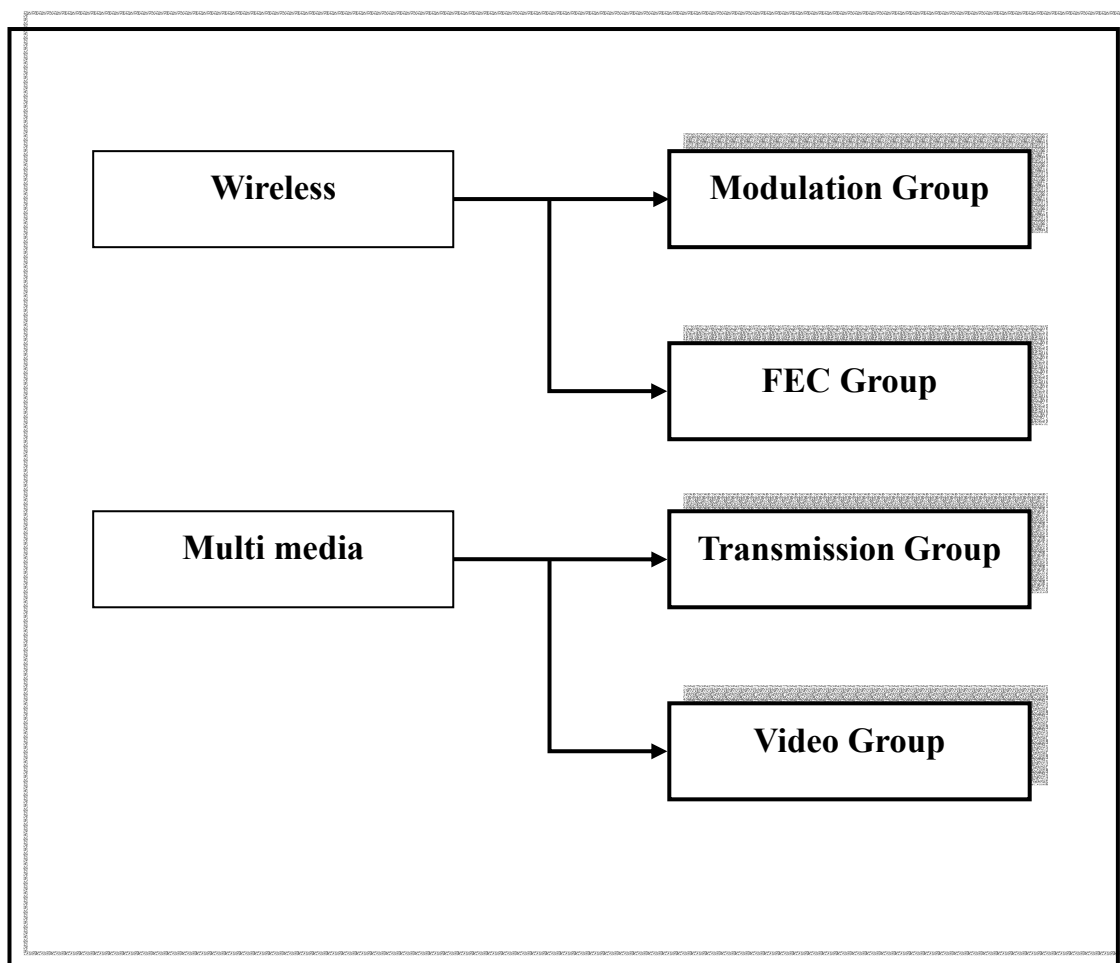 Wireless
Modulation Group
FEC Group
Multi media
Transmission Group
Video Group